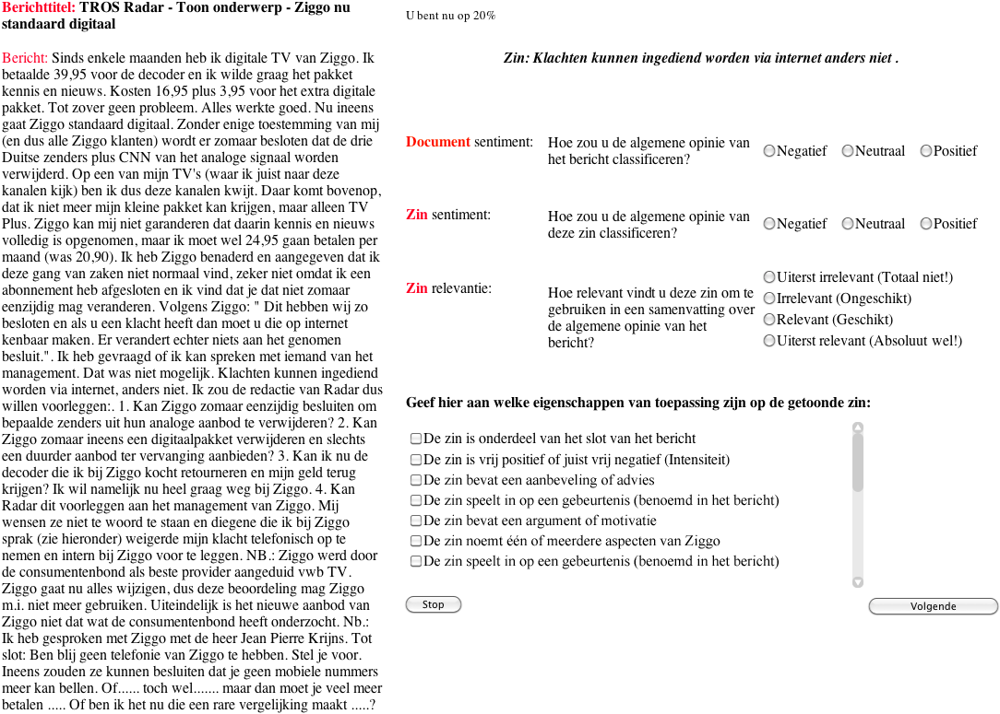 Berichttitel: TROS Radar - Toon onderwerp - Ziggo nu
standaard digitaal
Bericht: Sinds enkele maanden heb ik digitale TV van Ziggo. Ik
betaalde 39,95 voor de decoder en ik wilde graag het pakket
kennis en nieuws. Kosten 16,95 plus 3,95 voor het extra digitale
pakket. Tot zover geen probleem. Alles werkte goed. Nu ineens
gaat Ziggo standaard digitaal. Zonder enige toestemming van mij
(en dus alle Ziggo klanten) wordt er zomaar besloten dat de drie
Duitse zenders plus CNN van het analoge signaal worden
verwijderd. Op een van mijn TV's (waar ik juist naar deze
kanalen kijk) ben ik dus deze kanalen kwijt. Daar komt bovenop,
dat ik niet meer mijn kleine pakket kan krijgen, maar alleen TV
Plus. Ziggo kan mij niet garanderen dat daarin kennis en nieuws
volledig is opgenomen, maar ik moet wel 24,95 gaan betalen per
maand (was 20,90). Ik heb Ziggo benaderd en aangegeven dat ik
deze gang van zaken niet normaal vind, zeker niet omdat ik een
abonnement heb afgesloten en ik vind dat je dat niet zomaar
eenzijdig mag veranderen. Volgens Ziggo: " Dit hebben wij zo
besloten en als u een klacht heeft dan moet u die op internet
kenbaar maken. Er verandert echter niets aan het genomen
besluit.". Ik heb gevraagd of ik kan spreken met iemand van het
management. Dat was niet mogelijk. Klachten kunnen ingediend
worden via internet, anders niet. Ik zou de redactie van Radar dus
willen voorleggen:. 1. Kan Ziggo zomaar eenzijdig besluiten om
bepaalde zenders uit hun analoge aanbod te verwijderen? 2. Kan
Ziggo zomaar ineens een digitaalpakket verwijderen en slechts
een duurder aanbod ter vervanging aanbieden? 3. Kan ik nu de
decoder die ik bij Ziggo kocht retourneren en mijn geld terug
krijgen? Ik wil namelijk nu heel graag weg bij Ziggo. 4. Kan
Radar dit voorleggen aan het management van Ziggo. Mij
wensen ze niet te woord te staan en diegene die ik bij Ziggo
sprak (zie hieronder) weigerde mijn klacht telefonisch op te
nemen en intern bij Ziggo voor te leggen. NB.: Ziggo werd door
de consumentenbond als beste provider aangeduid vwb TV.
Ziggo gaat nu alles wijzigen, dus deze beoordeling mag Ziggo
m.i. niet meer gebruiken. Uiteindelijk is het nieuwe aanbod van
Ziggo niet dat wat de consumentenbond heeft onderzocht. Nb.:
Ik heb gesproken met Ziggo met de heer Jean Pierre Krijns. Tot
slot: Ben blij geen telefonie van Ziggo te hebben. Stel je voor.
Ineens zouden ze kunnen besluiten dat je geen mobiele nummers
meer kan bellen. Of...... toch wel....... maar dan moet je veel meer
betalen ..... Of ben ik het nu die een rare vergelijking maakt .....?
U bent nu op 20%
Zin: Klachten kunnen ingediend worden via internet anders niet .
Document sentiment: Hoe zou u de algemene opinie van
het bericht classificeren? Negatief Neutraal Positief
Zin sentiment: Hoe zou u de algemene opinie van
deze zin classificeren? Negatief Neutraal Positief
Zin relevantie: Hoe relevant vindt u deze zin om te
gebruiken in een samenvatting over
de algemene opinie van het
bericht?
Uiterst irrelevant (Totaal niet!)
Irrelevant (Ongeschikt)
Relevant (Geschikt)
Uiterst relevant (Absoluut wel!)
Geef hier aan welke eigenschappen van toepassing zijn op de getoonde zin:
De zin is onderdeel van het slot van het bericht
De zin is vrij positief of juist vrij negatief (Intensiteit)
De zin bevat een aanbeveling of advies
De zin speelt in op een gebeurtenis (benoemd in het bericht)
De zin bevat een argument of motivatie
De zin noemt één of meerdere aspecten van Ziggo
De zin speelt in op een gebeurtenis (benoemd in het bericht)
Stop Volgende